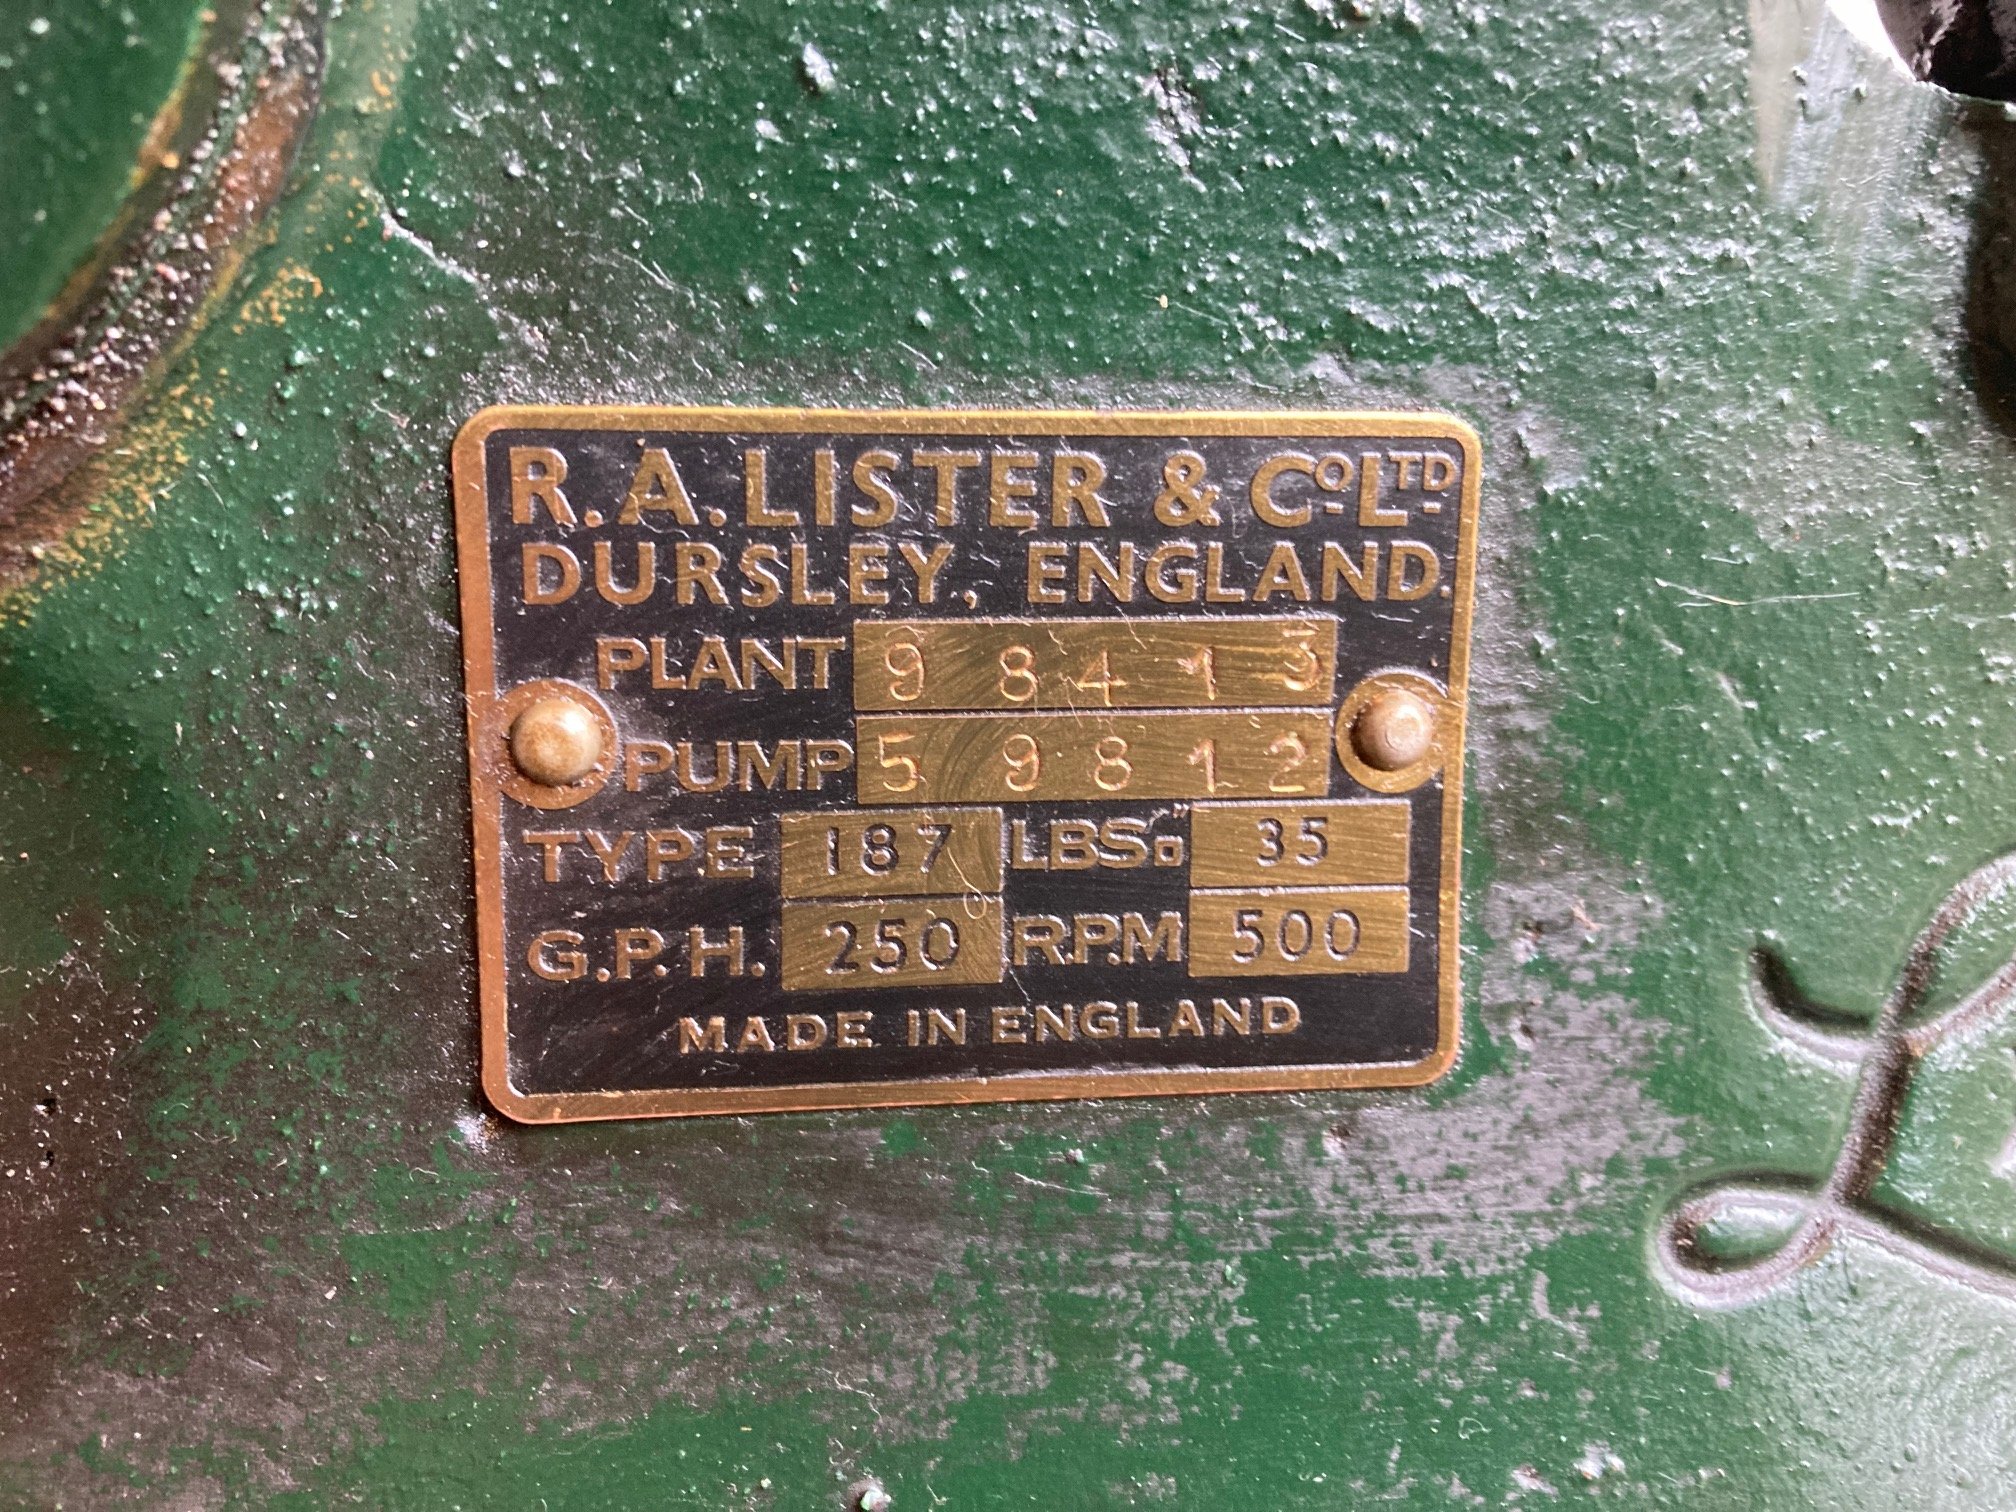 R.A. LISTER & Co LTD
DURSLEY, ENGLAND.
PLANT 98413
PUMP 59812
TYPE 187 LBS□" 35
G.P.H. 250 R.P.M 500
MADE IN ENGLAND